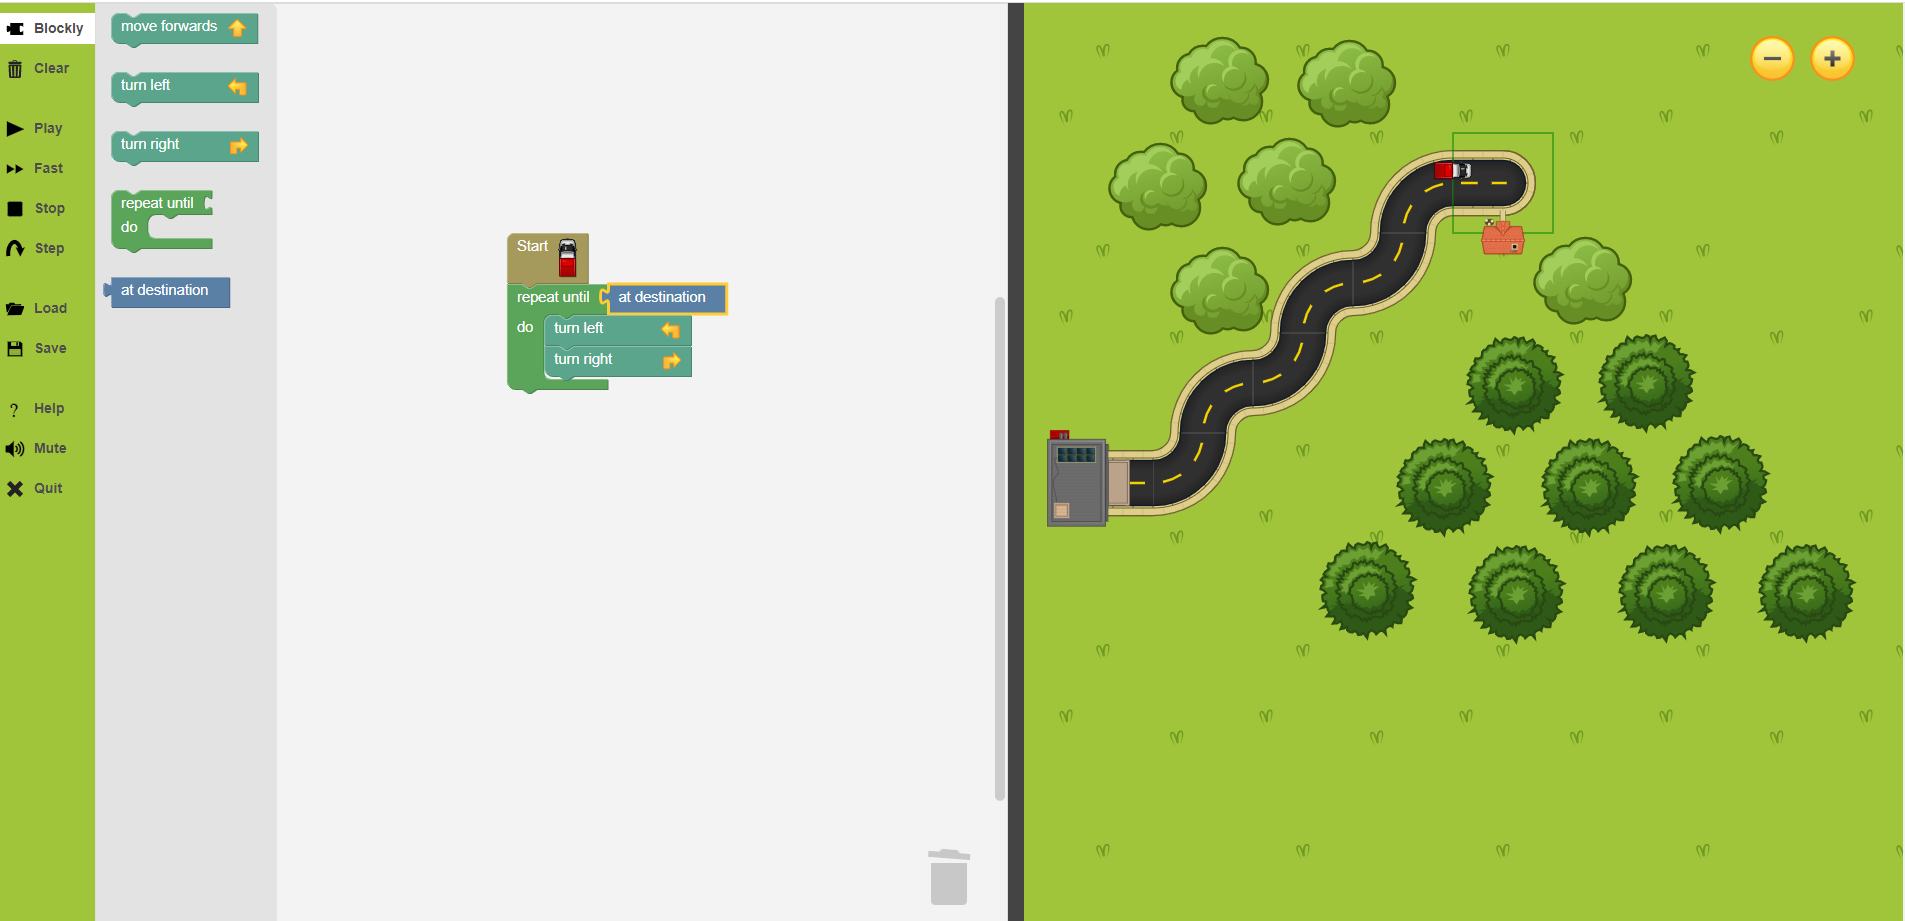 Blockly
Clear
Play
Fast
Stop
Step
Load
Save
? Help
Mute
Quit
move forwards
turn left
turn right
repeat until
do
at destination
Start
repeat until at destination
do turn left
turn right